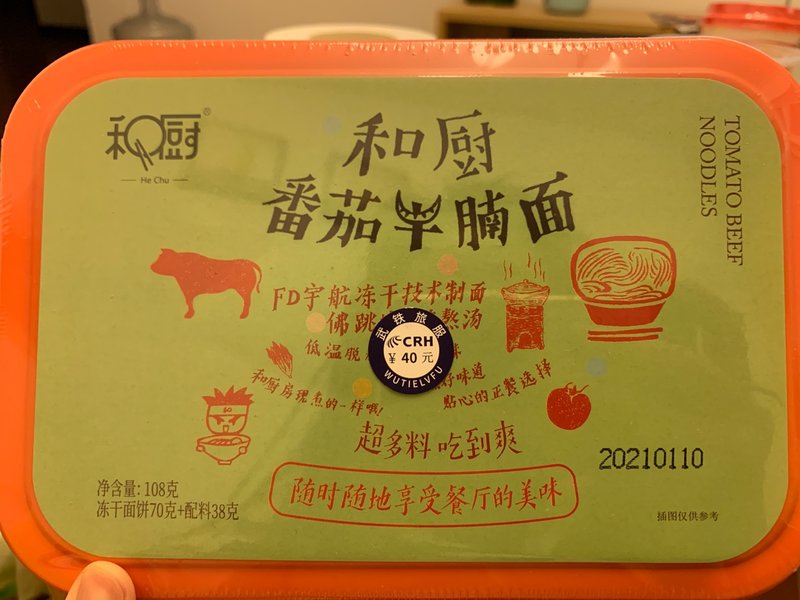 和厨®
He Chu
和厨
番茄牛腩面
TOMATO BEEF
NOODLES
FD宇航冻干技术制面
佛跳 熬汤
低温脱
武铁旅服
CRH
¥40元
WUTIELVFU
和厨房现煮的一样哦!
好味道
贴心的正餐选择
超多料 吃到爽
20210110
净含量: 108克
冻干面饼70克+配料38克
随时随地享受餐厅的美味
插图仅供参考